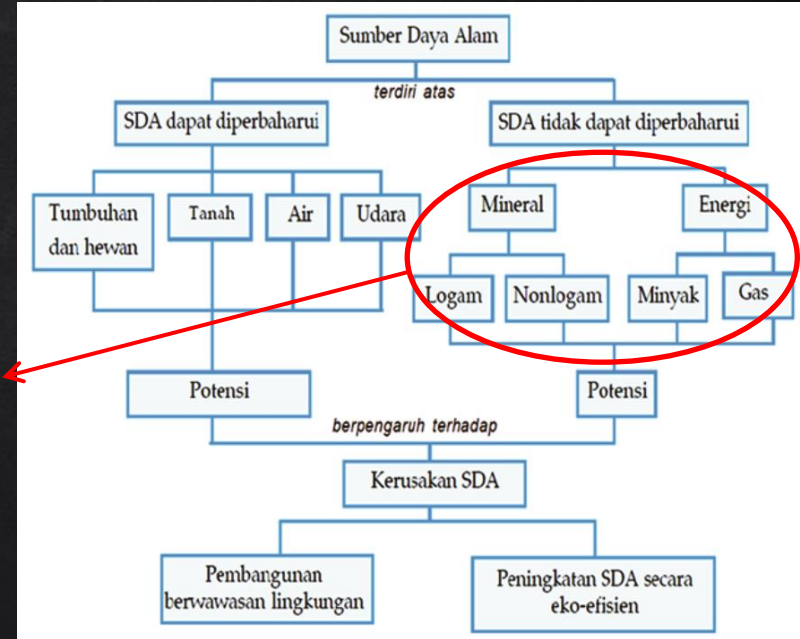 Sumber Daya Alam
terdiri atas
SDA dapat diperbaharui
SDA tidak dapat diperbaharui
Tumbuhan
dan hewan
Tanah
Air
Udara
Mineral
Energi
Logam
Nonlogam
Minyak
Gas
Potensi
Potensi
berpengaruh terhadap
Kerusakan SDA
Pembangunan
berwawasan lingkungan
Peningkatan SDA secara
eko-efisien